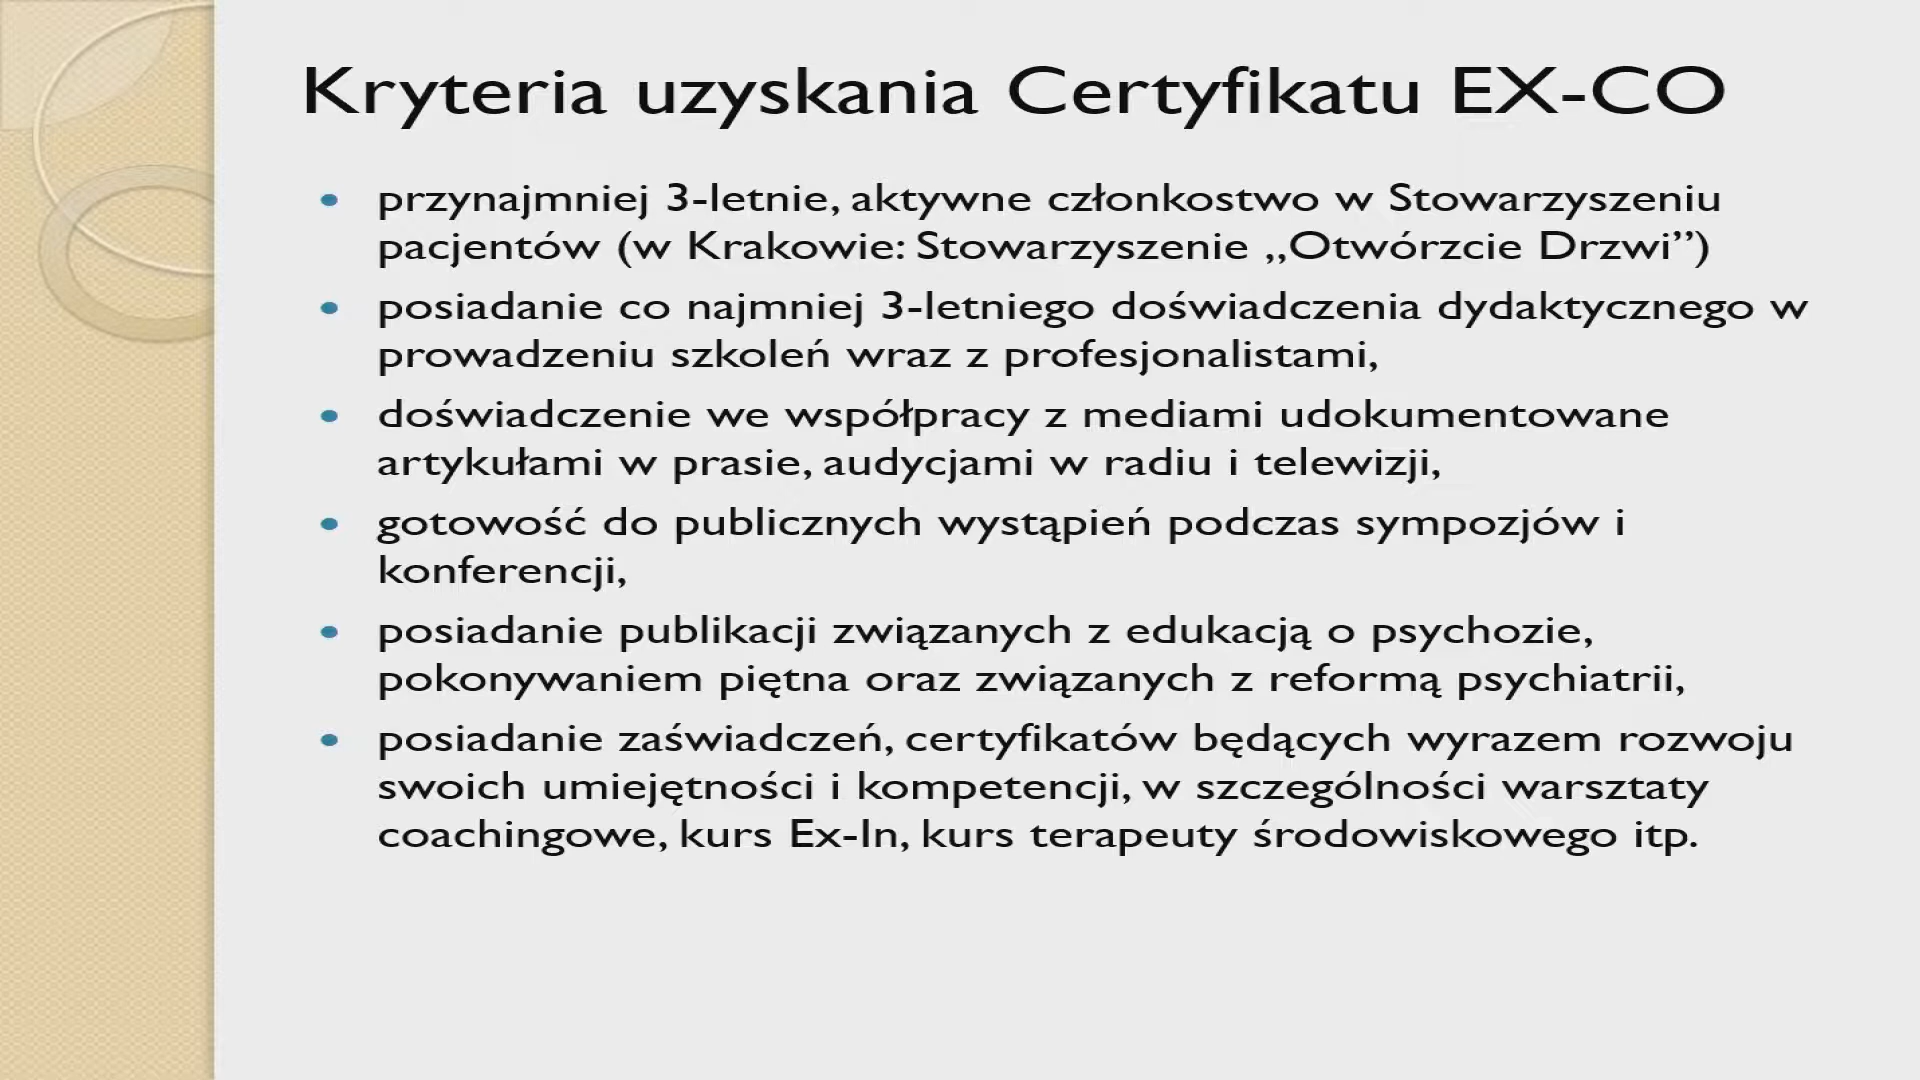 Kryteria uzyskania Certyfikatu EX-CO
przynajmniej 3-letnie, aktywne członkostwo w Stowarzyszeniu
pacjentów (w Krakowie: Stowarzyszenie „Otwórzcie Drzwi”)
posiadanie co najmniej 3-letniego doświadczenia dydaktycznego w
prowadzeniu szkoleń wraz z profesjonalistami,
doświadczenie we współpracy z mediami udokumentowane
artykułami w prasie, audycjami w radiu i telewizji,
gotowość do publicznych wystąpień podczas sympozjów i
konferencji,
posiadanie publikacji związanych z edukacją o psychozie,
pokonywaniem piętna oraz związanych z reformą psychiatrii,
posiadanie zaświadczeń, certyfikatów będących wyrazem rozwoju
swoich umiejętności i kompetencji, w szczególności warsztaty
coachingowe, kurs Ex-In, kurs terapeuty środowiskowego itp.